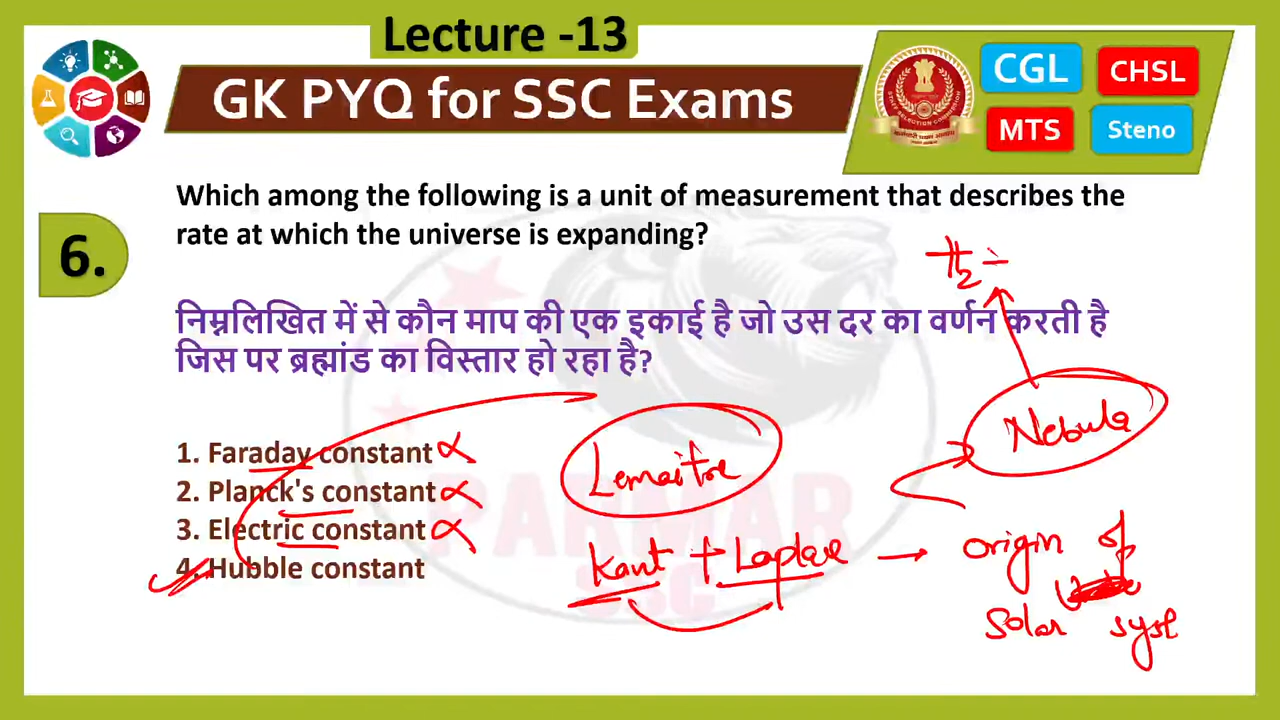 Lecture -13
GK PYQ for SSC Exams
CGL
CHSL
MTS
Steno
Which among the following is a unit of measurement that describes the
rate at which the universe is expanding?
6.
निम्नलिखित में से कौन माप की एक इकाई है जो उस दर का वर्णन करती है
जिस पर ब्रह्मांड का विस्तार हो रहा है?
1. Faraday constant
2. Planck's constant
3. Electric constant
4. Hubble constant
Lemaitre
Nebula
Kant + Laplace → origin of
Solar syst
PARMAR
SSC